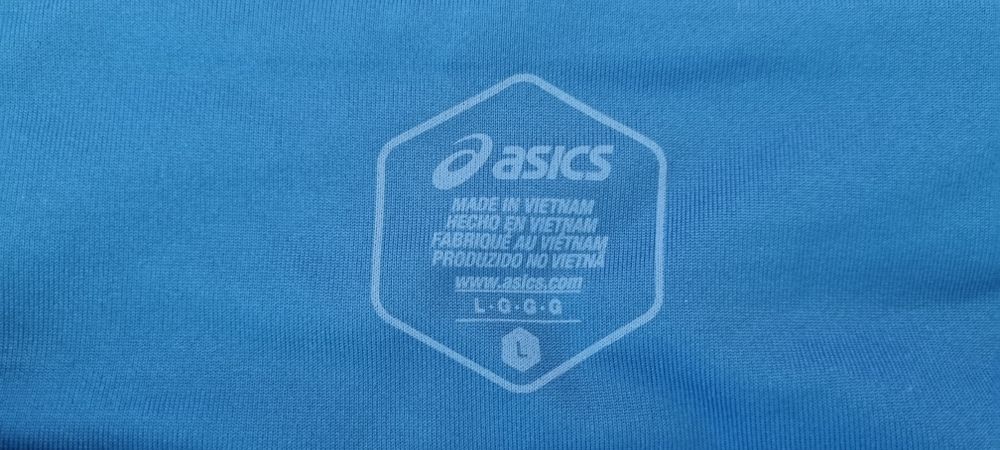 asics
MADE IN VIETNAM
HECHO EN VIETNAM
FABRIQUÉ AU VIETNAM
PRODUZIDO NO VIETNÃ
www.asics.com
L·G·G·G
L